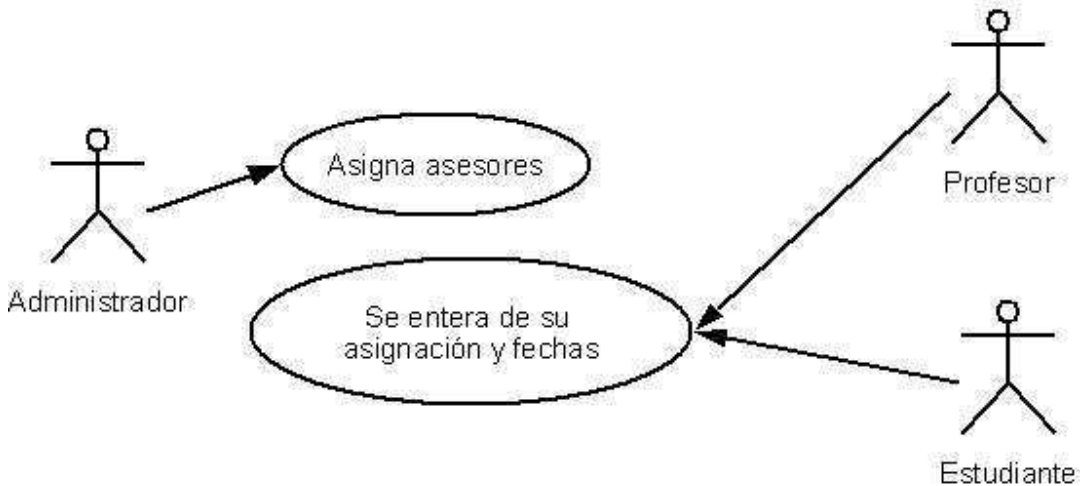 Asigna asesores
Profesor
Administrador
Se entera de su
asignación y fechas
Estudiante